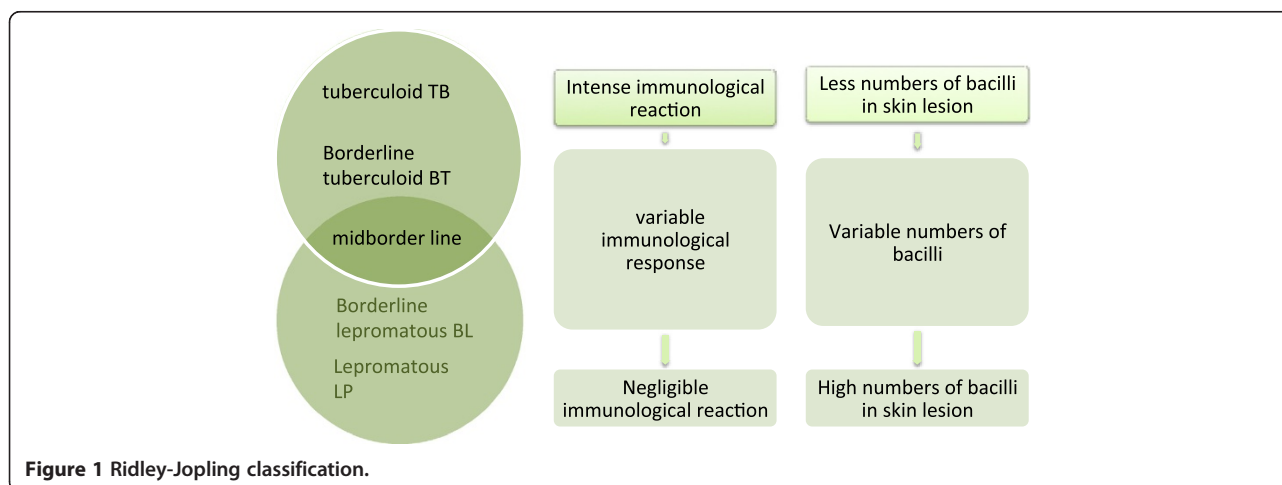 tuberculoid TB
Borderline
tuberculoid BT
midborder line
Borderline
lepromatous BL
Lepromatous
LP
Intense immunological
reaction
variable
immunological
response
Negligible
immunological reaction
Less numbers of bacilli
in skin lesion
Variable numbers of
bacilli
High numbers of bacilli
in skin lesion
Figure 1 Ridley-Jopling classification.